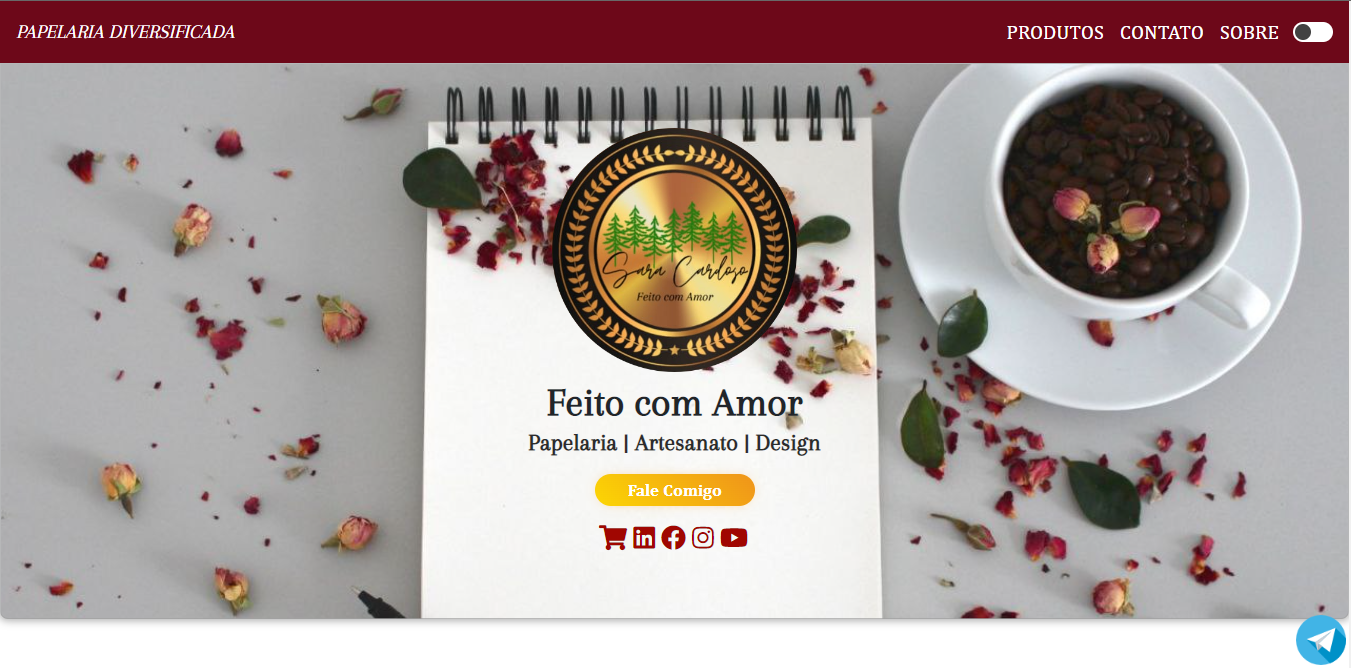 PAPELARIA DIVERSIFICADA
PRODUTOS CONTATO SOBRE
Sara Cardoso
Feito com Amor
Feito com Amor
Papelaria | Artesanato | Design
Fale Comigo